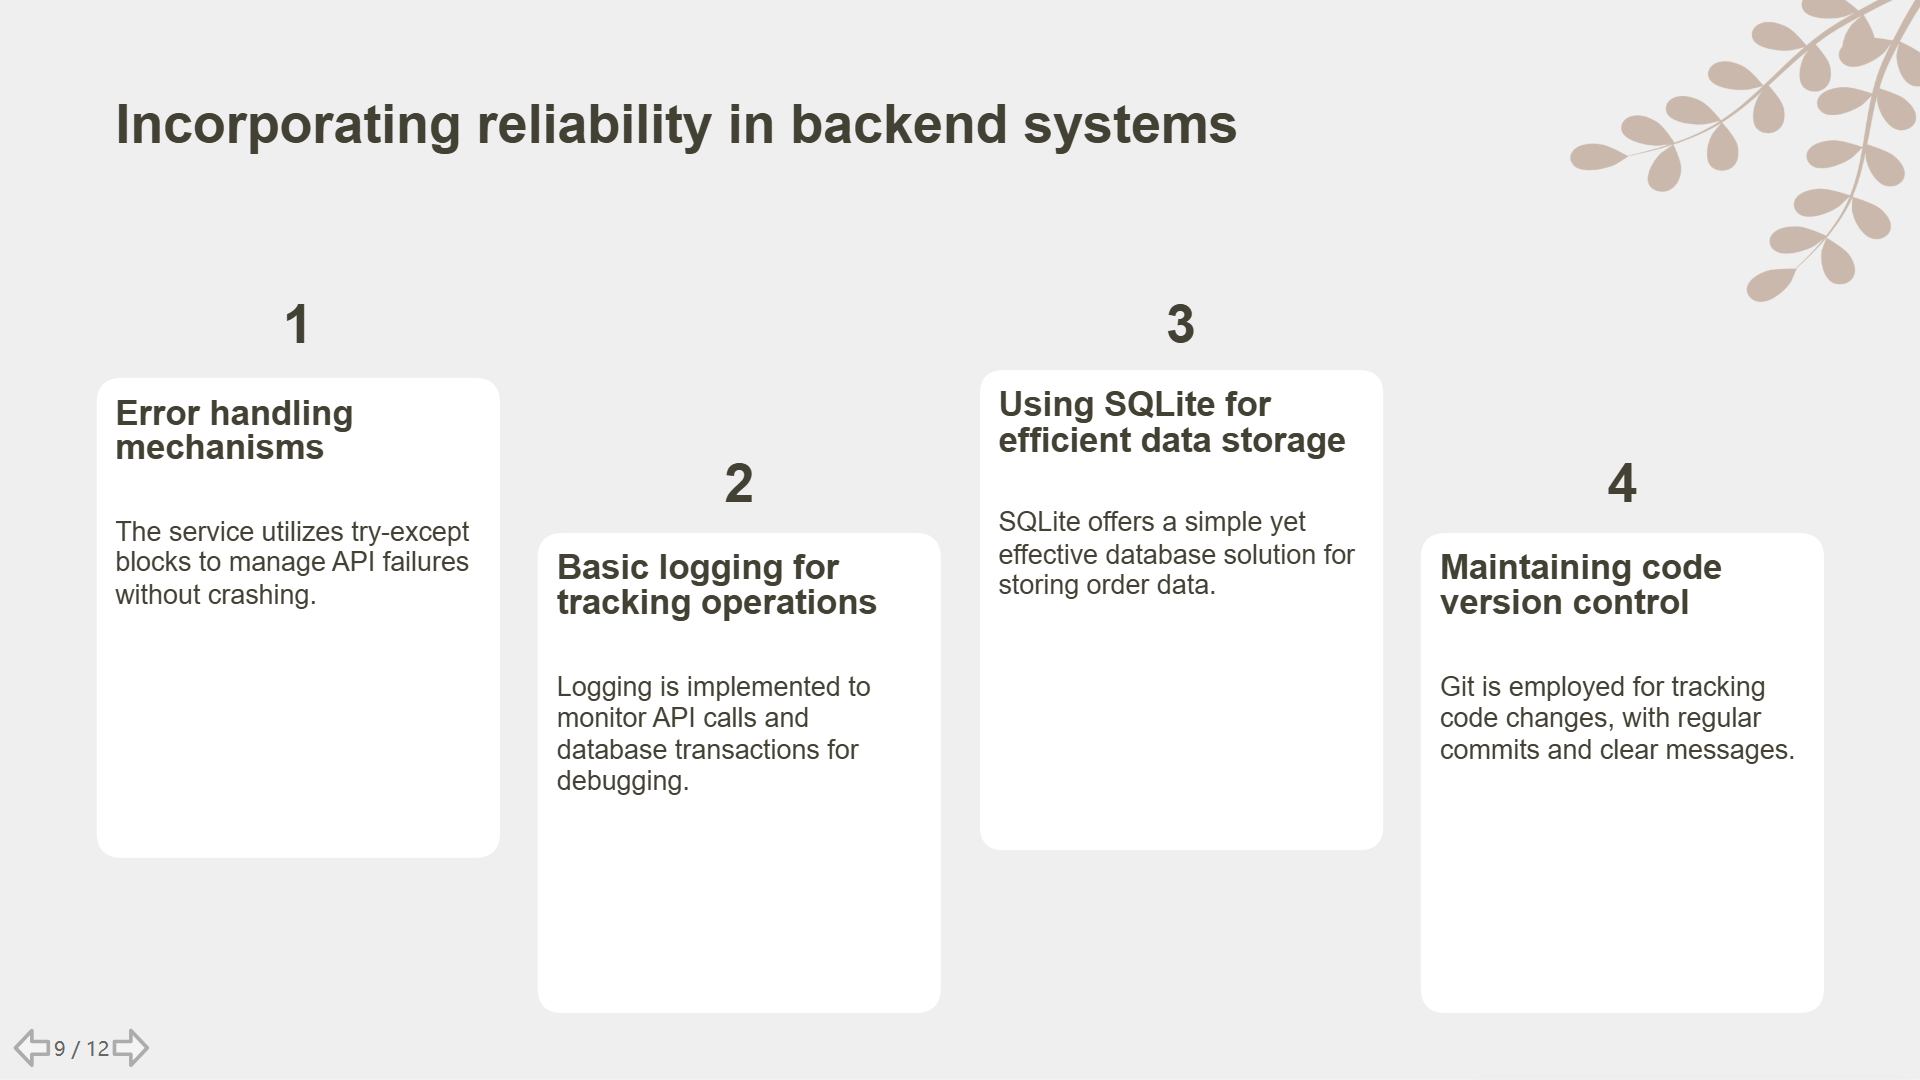 Incorporating reliability in backend systems
1
Error handling
mechanisms
The service utilizes try-except
blocks to manage API failures
without crashing.
2
Basic logging for
tracking operations
Logging is implemented to
monitor API calls and
database transactions for
debugging.
3
Using SQLite for
efficient data storage
SQLite offers a simple yet
effective database solution for
storing order data.
4
Maintaining code
version control
Git is employed for tracking
code changes, with regular
commits and clear messages.
9 / 12